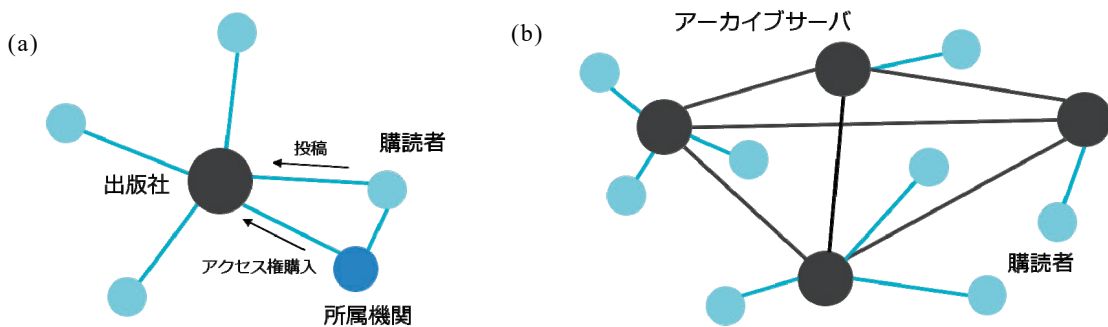 (a)
投稿
購読者
出版社
アクセス権購入
所属機関
(b)
アーカイブサーバ
購読者